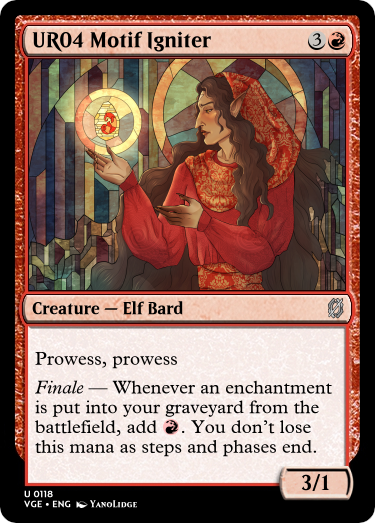 UR04 Motif Igniter 3
Creature — Elf Bard
Prowess, prowess
Finale — Whenever an enchantment
is put into your graveyard from the
battlefield, add R. You don't lose
this mana as steps and phases end.
3/1
U 0118
VGE • ENG YanoLidge